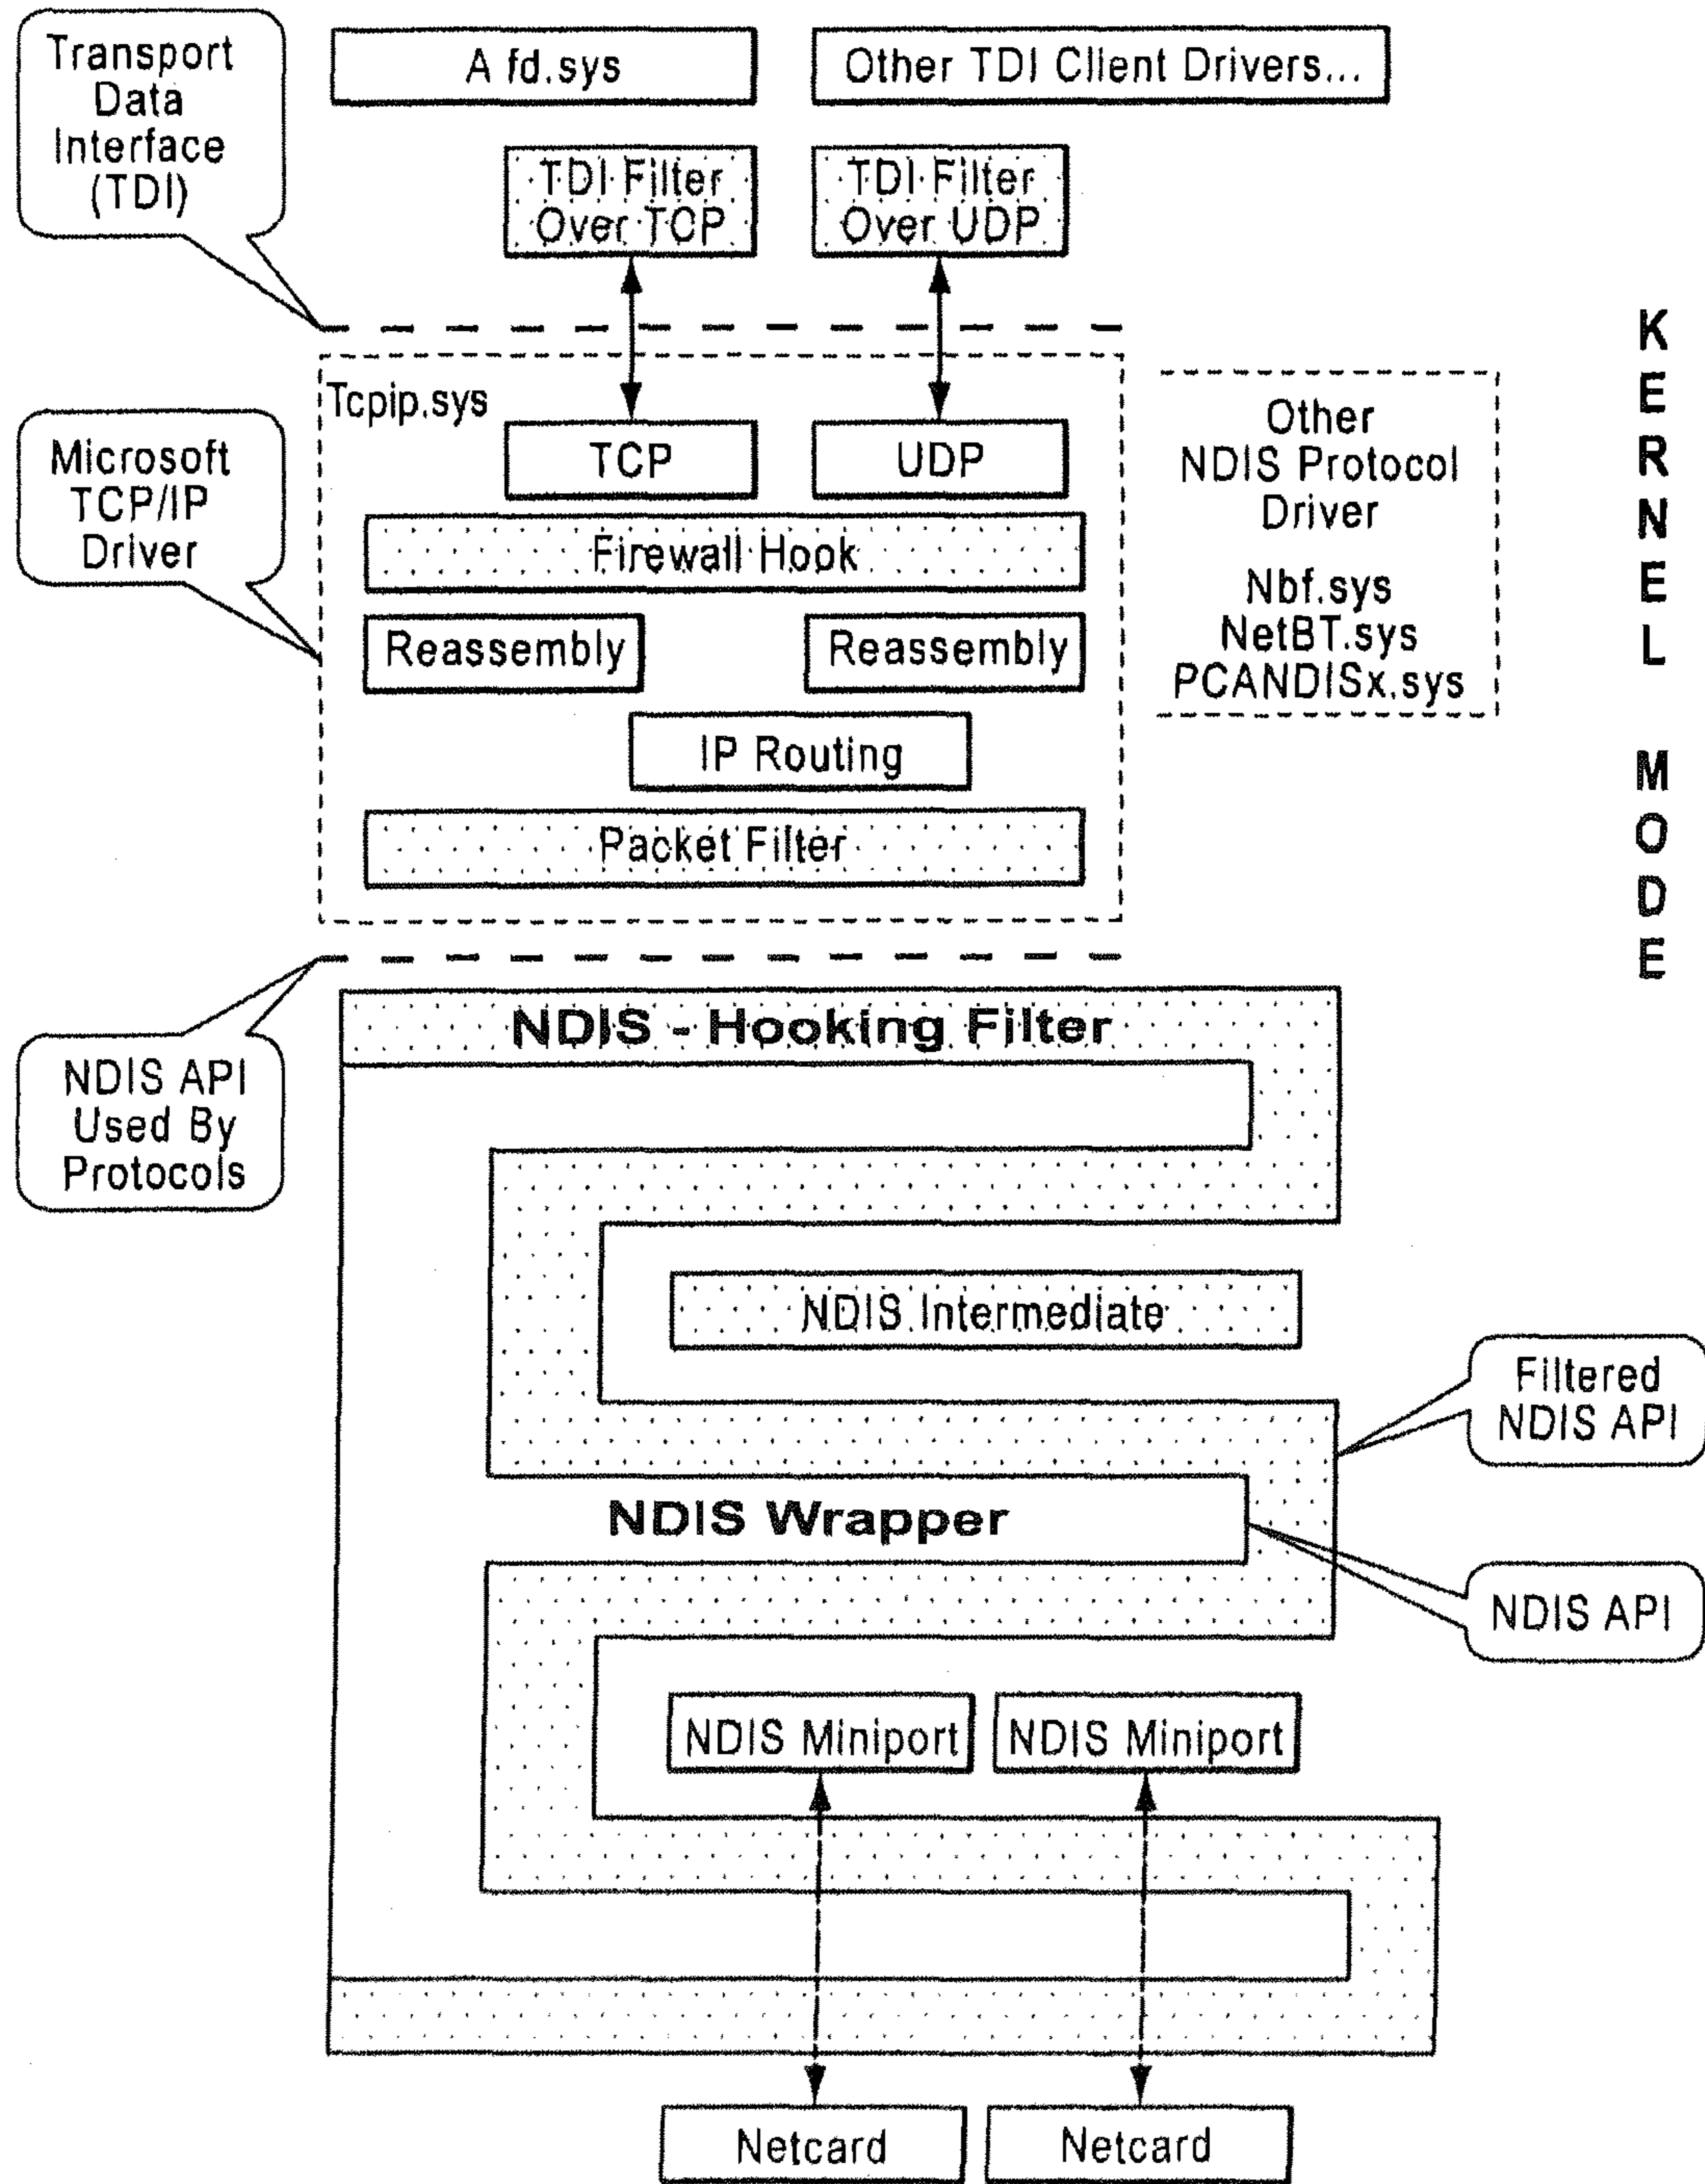 Transport
Data
Interface
(TDI)
A fd.sys
Other TDI Client Drivers...
TDI Filter
Over TCP
TDI Filter
Over UDP
Tcpip.sys
Microsoft
TCP/IP
Driver
TCP
UDP
Firewall Hook
Reassembly
Reassembly
IP Routing
Packet Filter
Other
NDIS Protocol
Driver
Nbf.sys
NetBT.sys
PCANDISx.sys
KERNEL MODE
NDIS API
Used By
Protocols
NDIS - Hooking Filter
NDIS Intermediate
Filtered
NDIS API
NDIS Wrapper
NDIS API
NDIS Miniport
NDIS Miniport
Netcard
Netcard